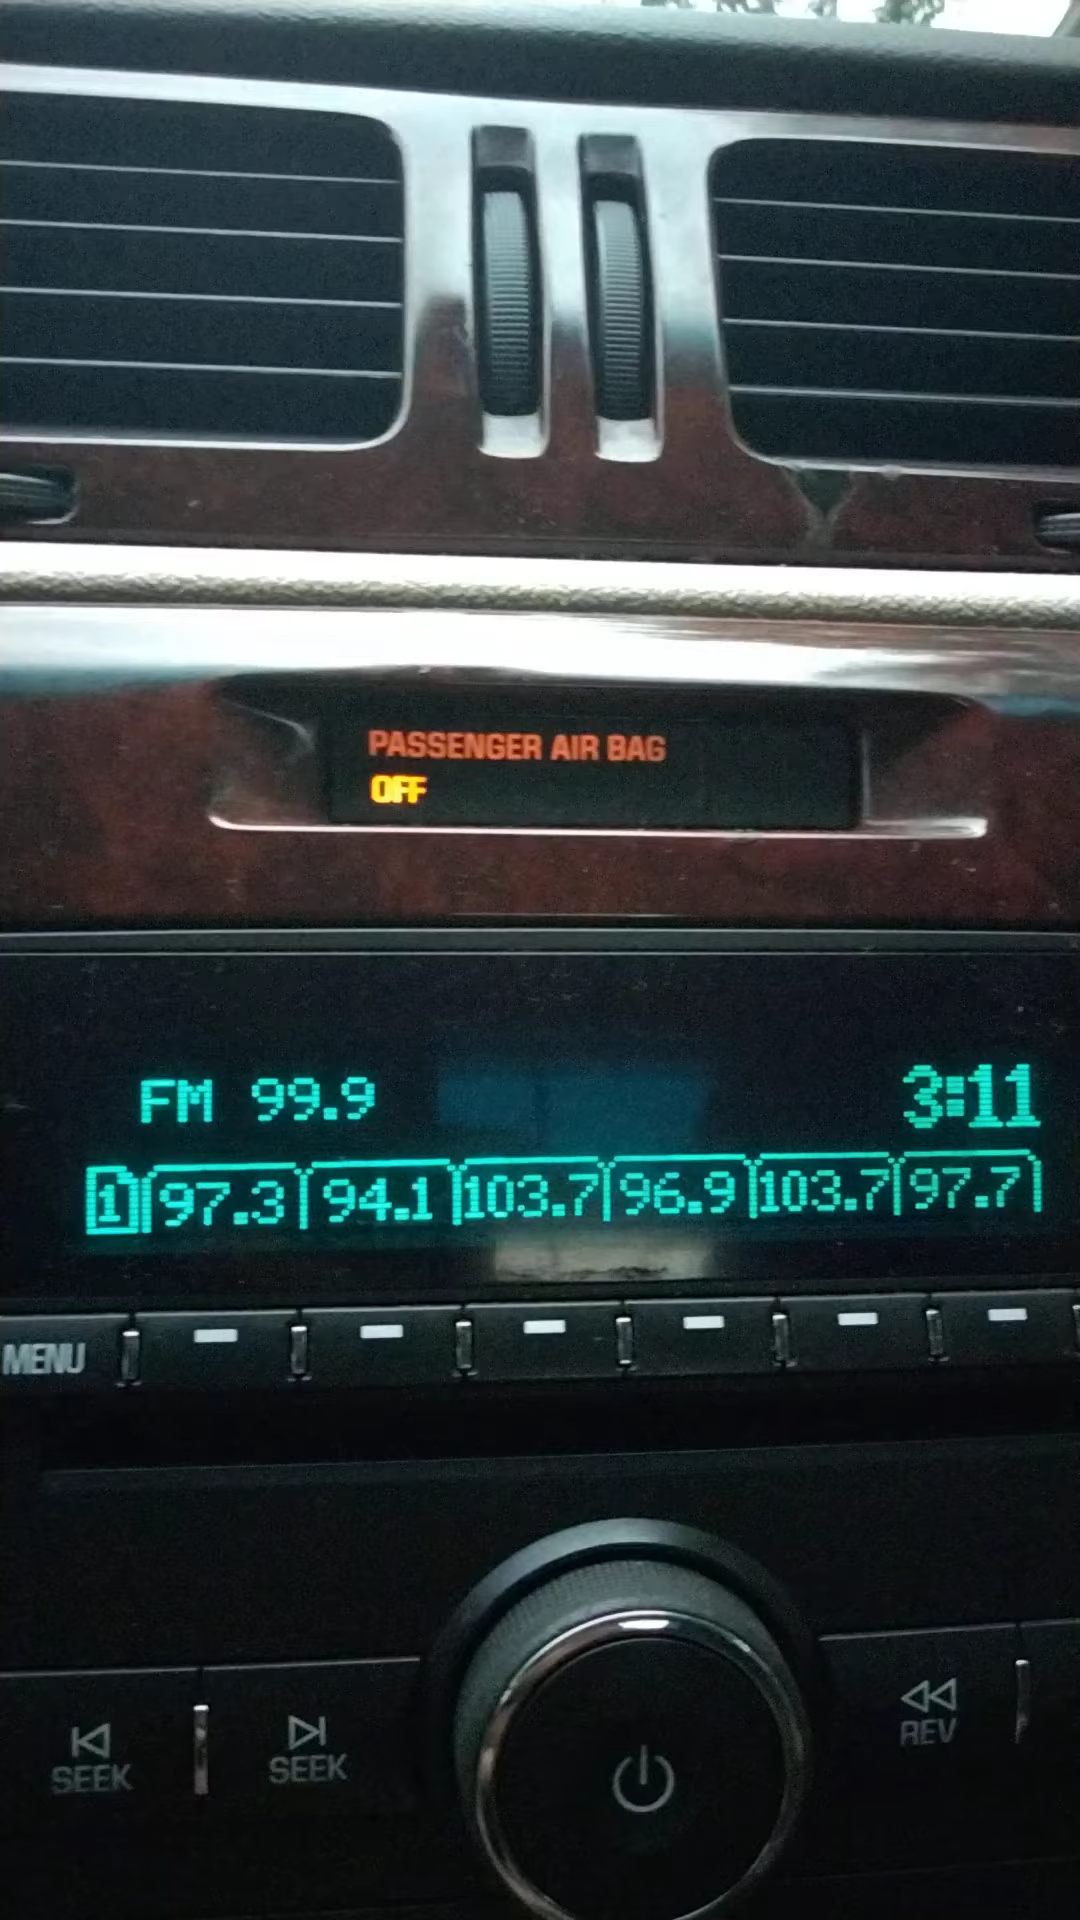 PASSENGER AIR BAG
OFF
FM 99.9 3:11
1 97.3 94.1 103.7 96.9 103.7 97.7
MENU
SEEK SEEK REV